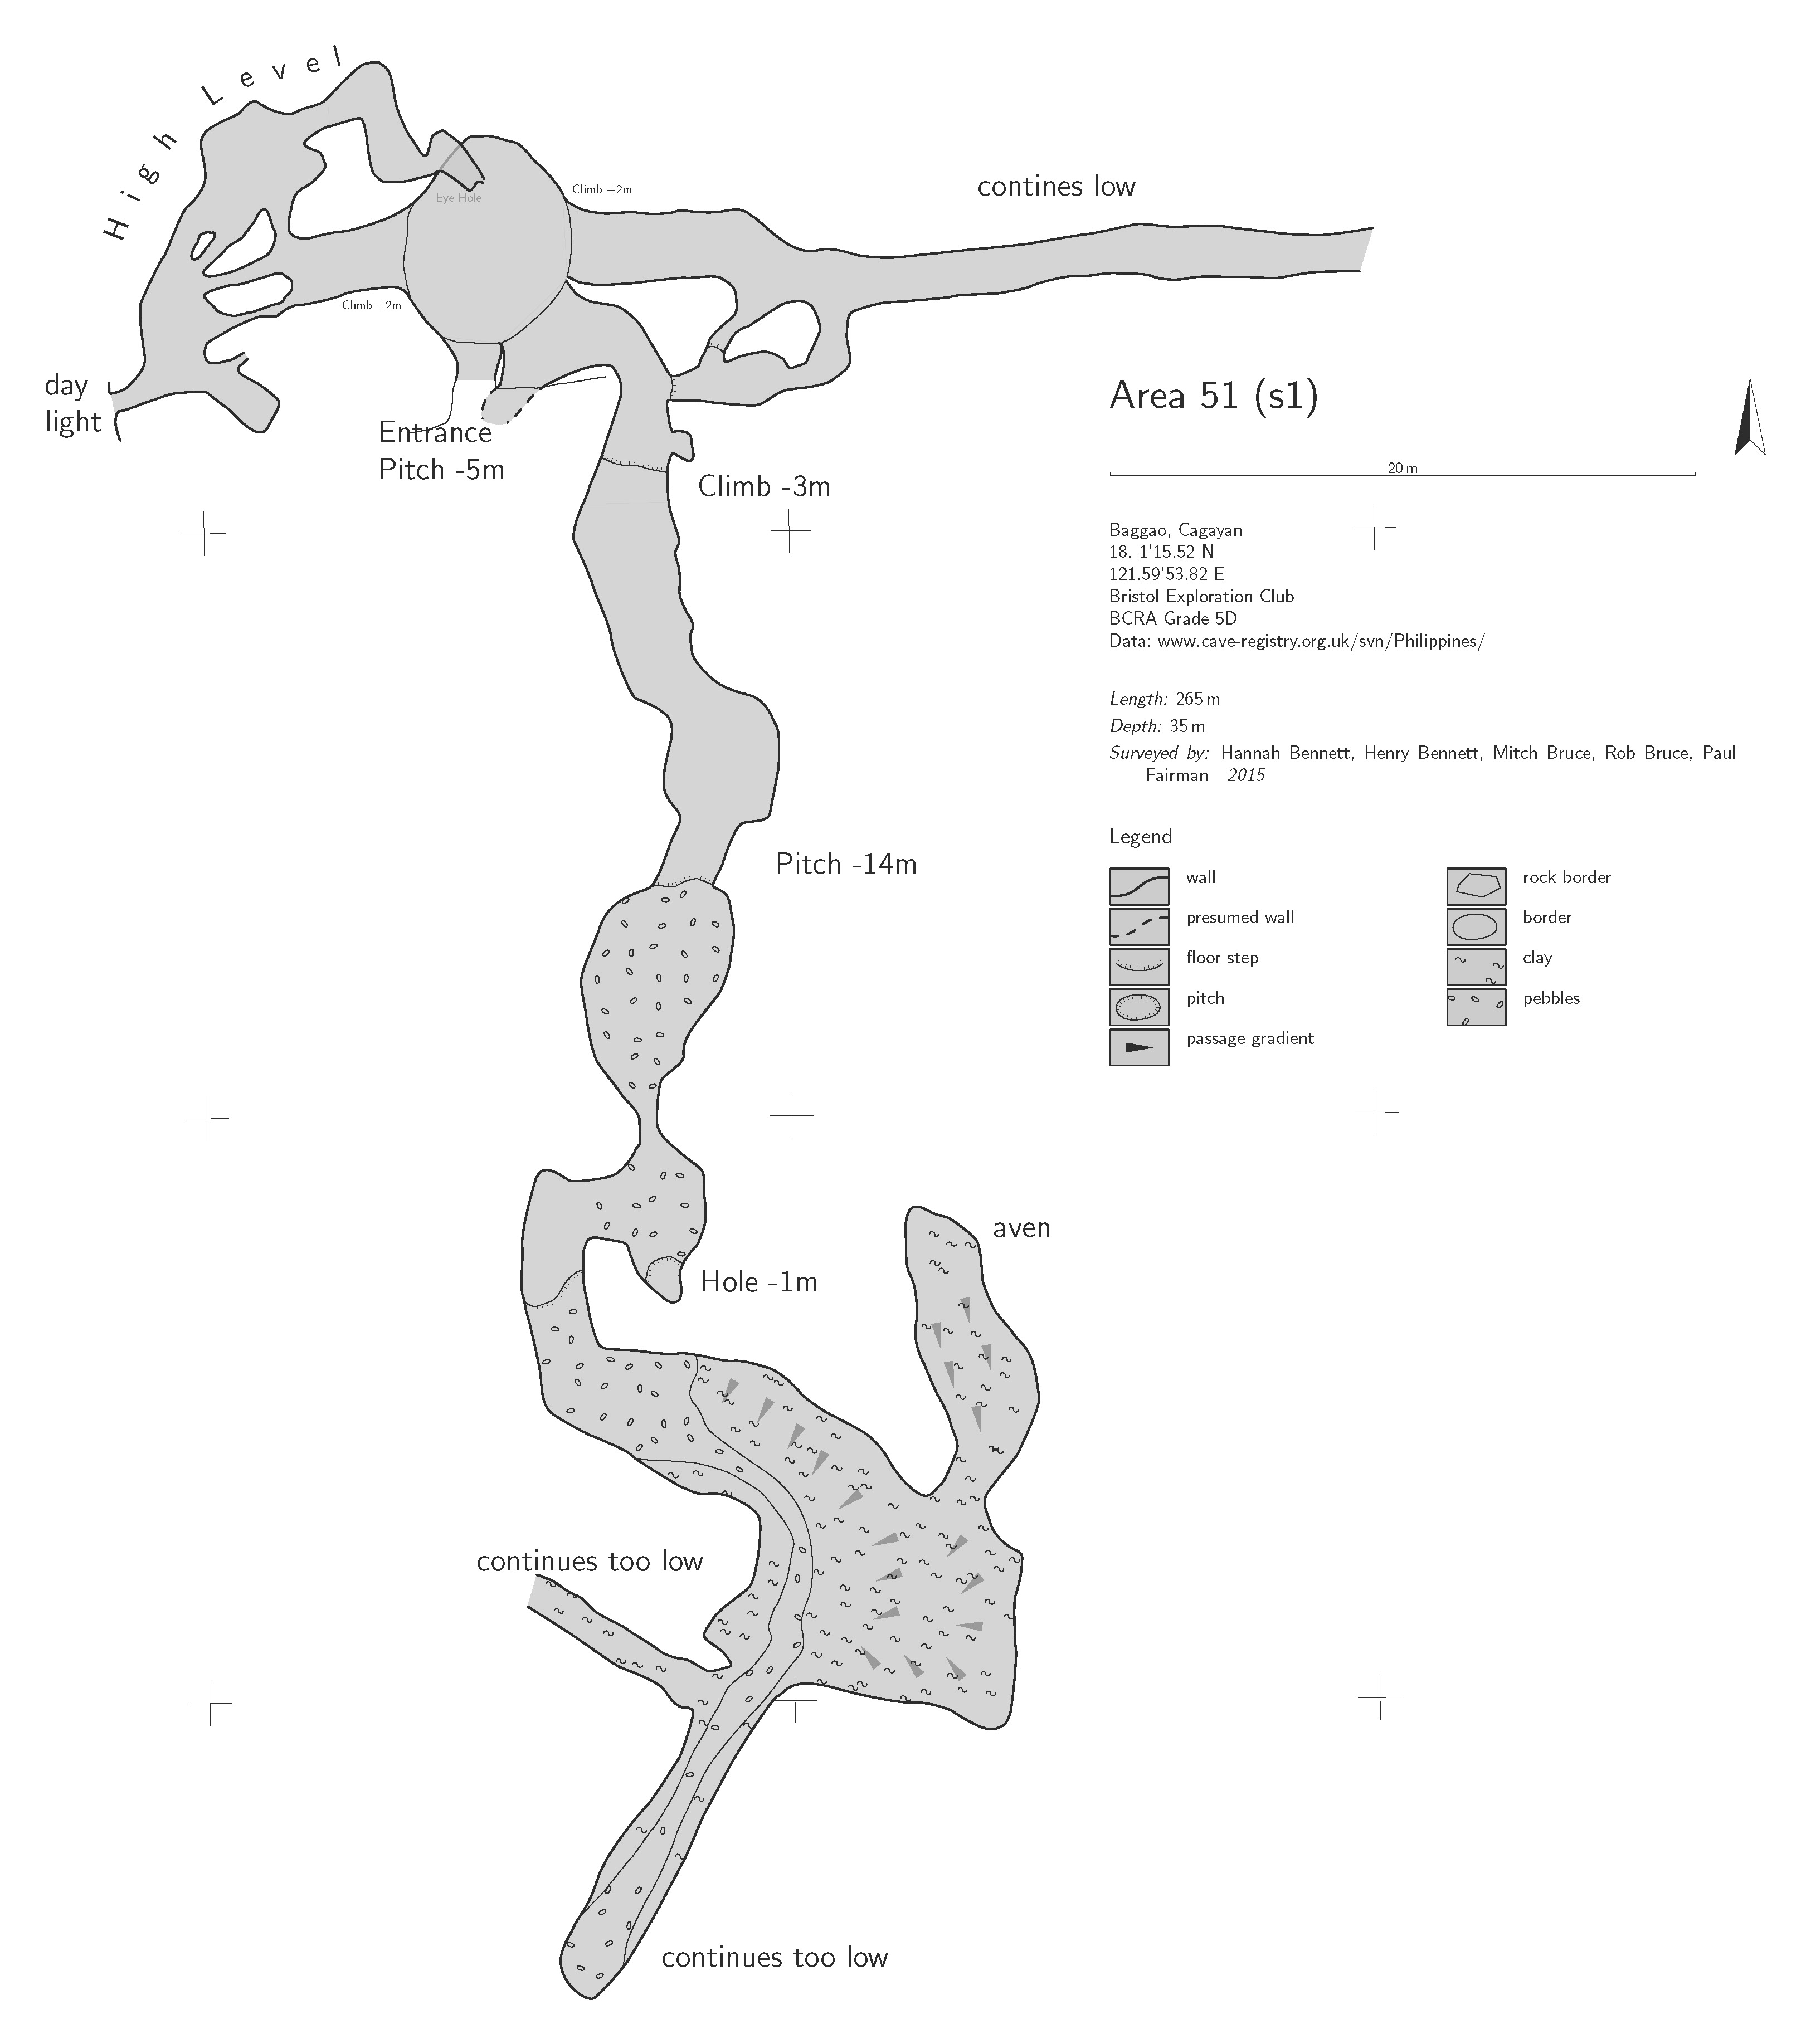 High Level
Eye Hole
Climb +2m
contines low
Climb +2m
day
light
Entrance
Pitch -5m
Climb -3m
Area 51 (s1)
20 m
Baggao, Cagayan
18. 1'15.52 N
121.59'53.82 E
Bristol Exploration Club
BCRA Grade 5D
Data: www.cave-registry.org.uk/svn/Philippines/
Length: 265 m
Depth: 35 m
Surveyed by: Hannah Bennett, Henry Bennett, Mitch Bruce, Rob Bruce, Paul
Fairman 2015
Pitch -14m
Legend
wall
presumed wall
floor step
pitch
passage gradient
rock border
border
clay
pebbles
aven
Hole -1m
continues too low
continues too low